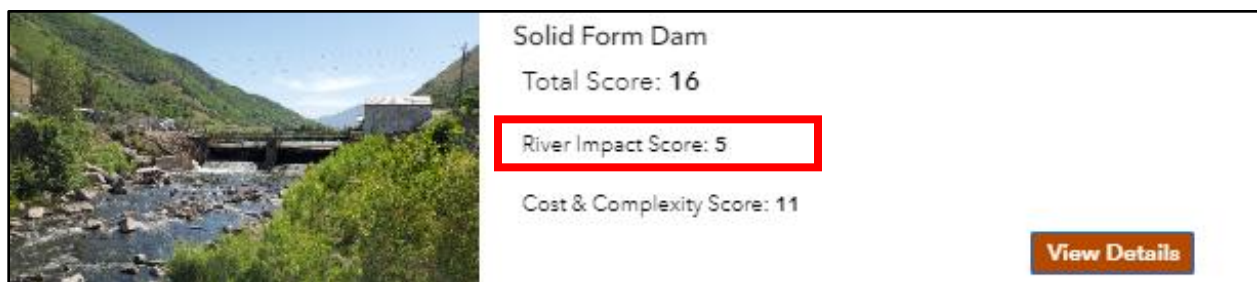 Solid Form Dam
Total Score: 16
River Impact Score: 5
Cost & Complexity Score: 11
View Details